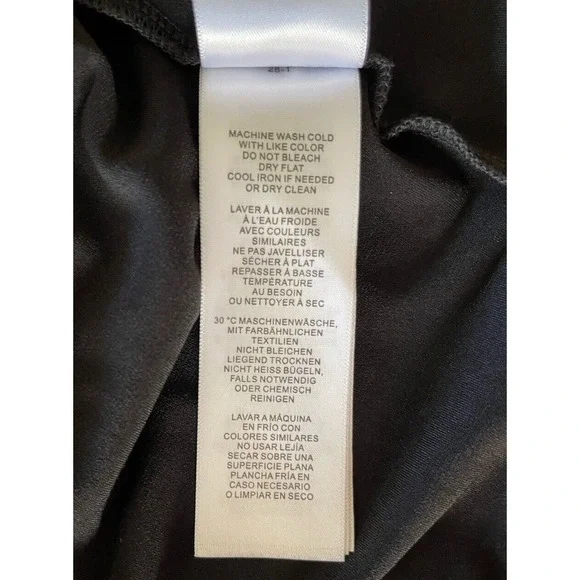 28-1
MACHINE WASH COLD
WITH LIKE COLOR
DO NOT BLEACH
DRY FLAT
COOL IRON IF NEEDED
OR DRY CLEAN
LAVER À LA MACHINE
À L'EAU FROIDE
AVEC COULEURS
SIMILAIRES
NE PAS JAVELLISER
SÉCHER À PLAT
REPASSER À BASSE
TEMPÉRATURE
AU BESOIN
OU NETTOYER À SEC
30 °C MASCHINENWÄSCHE,
MIT FARBÄHNLICHEN
TEXTILIEN
NICHT BLEICHEN
LIEGEND TROCKNEN
NICHT HEISS BÜGELN,
FALLS NOTWENDIG
ODER CHEMISCH
REINIGEN
LAVAR A MÁQUINA
EN FRÍO CON
COLORES SIMILARES
NO USAR LEJÍA
SECAR SOBRE UNA
SUPERFICIE PLANA
PLANCHA FRÍA EN
CASO NECESARIO
O LIMPIAR EN SECO